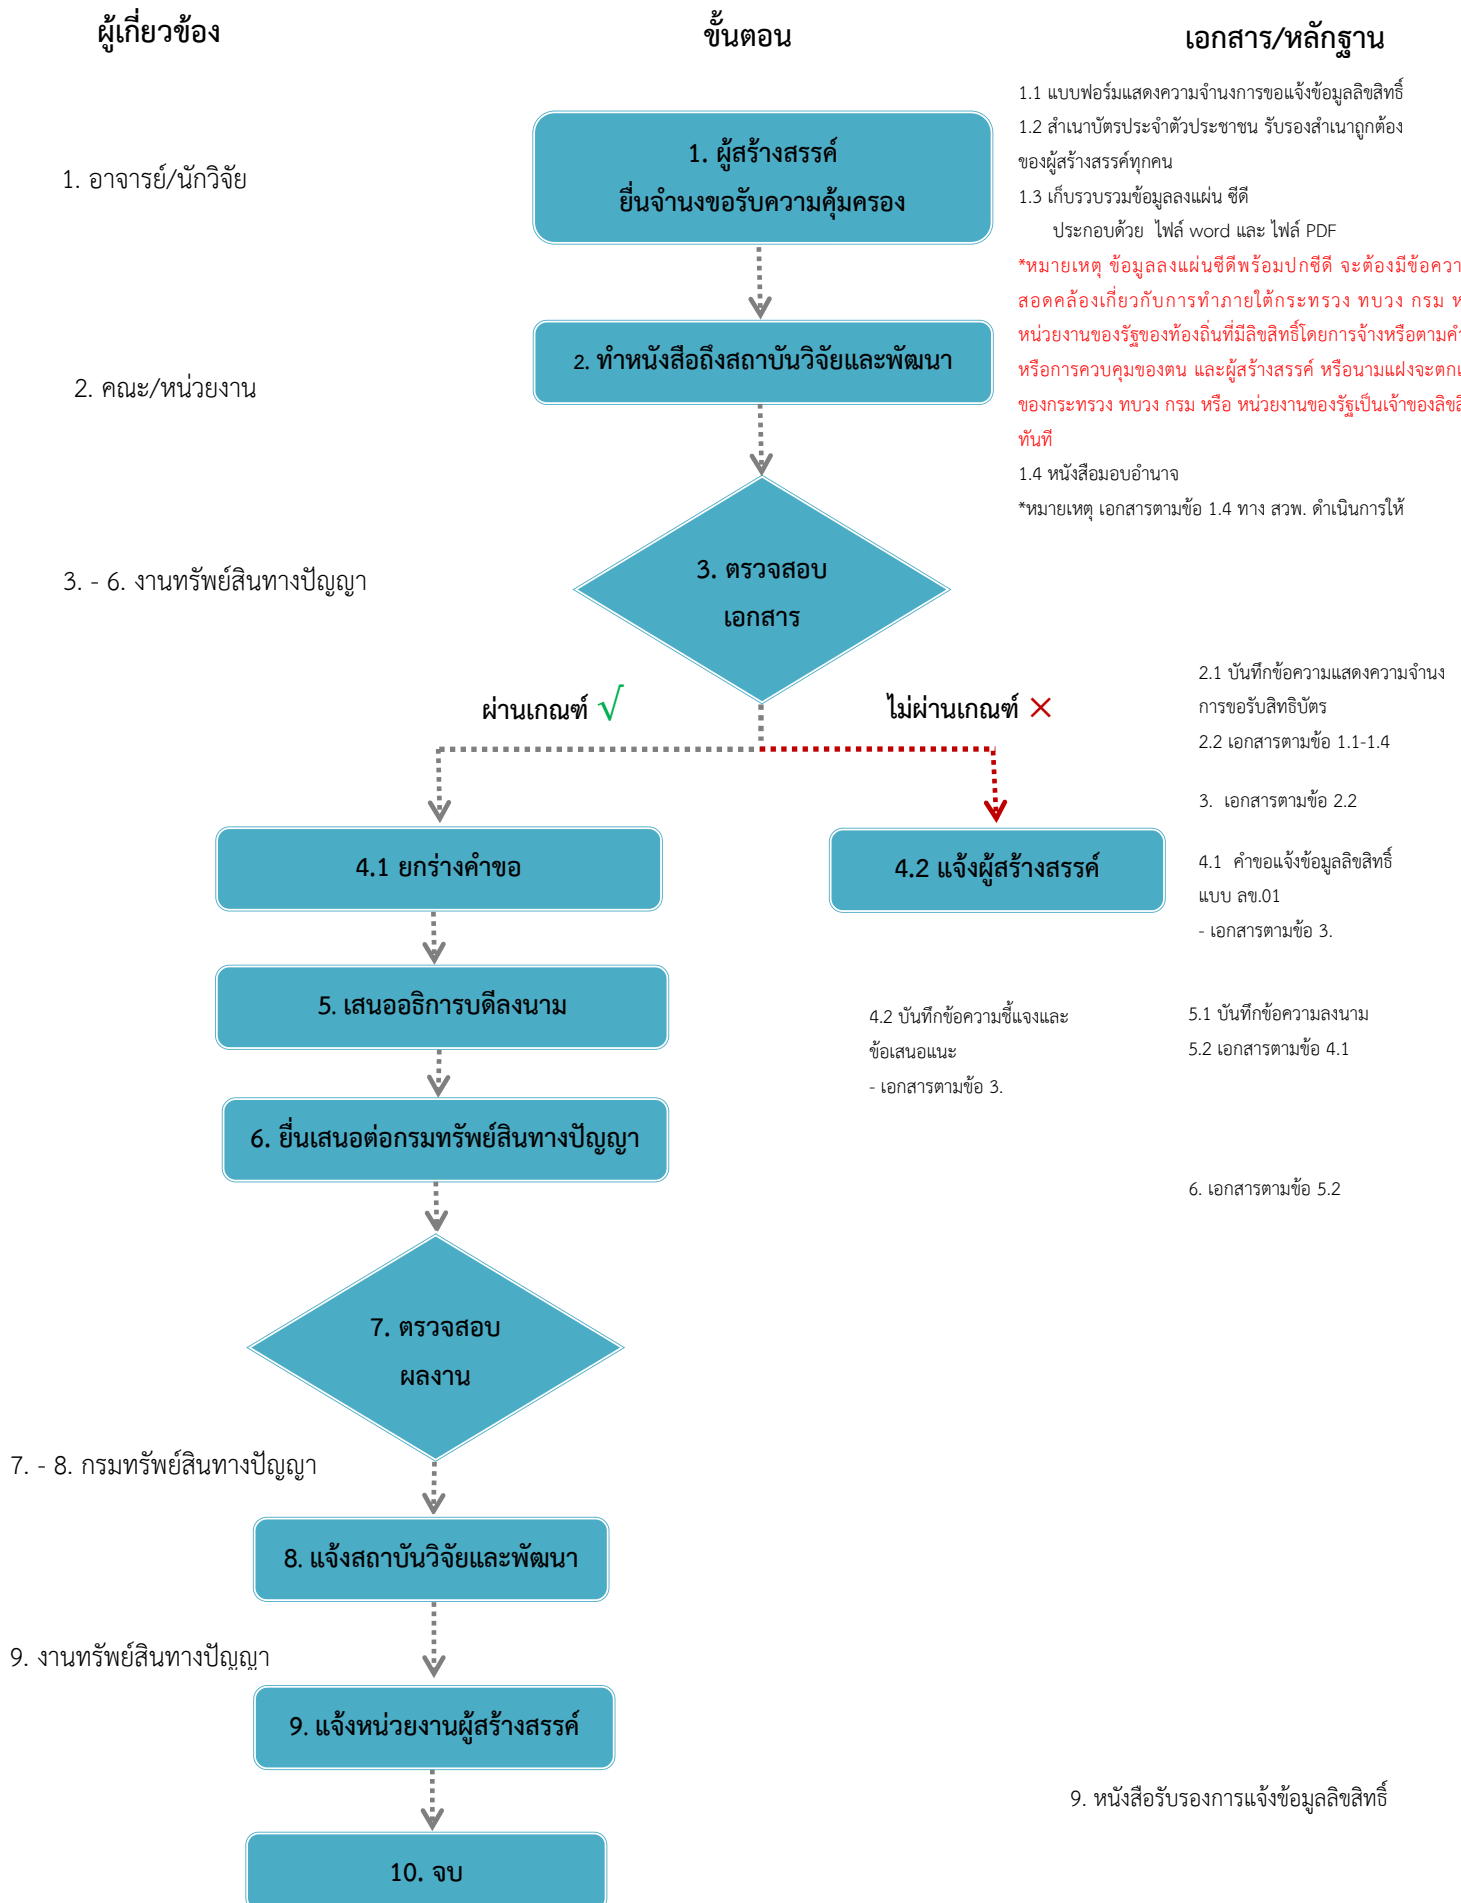 ผู้เกี่ยวข้อง
ขั้นตอน
เอกสาร/หลักฐาน
1. อาจารย์/นักวิจัย
1. ผู้สร้างสรรค์
ยื่นจำนงขอรับความคุ้มครอง
1.1 แบบฟอร์มแสดงความจำนงการขอแจ้งข้อมูลลิขสิทธิ์
1.2 สำเนาบัตรประจำตัวประชาชน รับรองสำเนาถูกต้อง
ของผู้สร้างสรรค์ทุกคน
1.3 เก็บรวบรวมข้อมูลลงแผ่น ซีดี
ประกอบด้วย ไฟล์ word และ ไฟล์ PDF
*หมายเหตุ ข้อมูลลงแผ่นซีดีพร้อมปกซีดี จะต้องมีข้อควา
สอดคล้องเกี่ยวกับการทำภายใต้กระทรวง ทบวง กรม ห
หน่วยงานของรัฐของท้องถิ่นที่มีลิขสิทธิ์โดยการจ้างหรือตามคำ
หรือการควบคุมของตน และผู้สร้างสรรค์ หรือนามแฝงจะตก
ของกระทรวง ทบวง กรม หรือ หน่วยงานของรัฐเป็นเจ้าของลิขสิ
ทันที
1.4 หนังสือมอบอำนาจ
*หมายเหตุ เอกสารตามข้อ 1.4 ทาง สวพ. ดำเนินการให้
2. คณะ/หน่วยงาน
2. ทำหนังสือถึงสถาบันวิจัยและพัฒนา
3. - 6. งานทรัพย์สินทางปัญญา
3. ตรวจสอบ
เอกสาร
ผ่านเกณฑ์ √
ไม่ผ่านเกณฑ์ ×
2.1 บันทึกข้อความแสดงความจำนง
การขอรับสิทธิบัตร
2.2 เอกสารตามข้อ 1.1-1.4
3. เอกสารตามข้อ 2.2
4.1 ยกร่างคำขอ
4.2 แจ้งผู้สร้างสรรค์
4.1 คำขอแจ้งข้อมูลลิขสิทธิ์
แบบ ลข.01
- เอกสารตามข้อ 3.
5. เสนออธิการบดีลงนาม
4.2 บันทึกข้อความชี้แจงและ
ข้อเสนอแนะ
- เอกสารตามข้อ 3.
5.1 บันทึกข้อความลงนาม
5.2 เอกสารตามข้อ 4.1
6. ยื่นเสนอต่อกรมทรัพย์สินทางปัญญา
6. เอกสารตามข้อ 5.2
7. ตรวจสอบ
ผลงาน
7. - 8. กรมทรัพย์สินทางปัญญา
8. แจ้งสถาบันวิจัยและพัฒนา
9. งานทรัพย์สินทางปัญญา
9. แจ้งหน่วยงานผู้สร้างสรรค์
9. หนังสือรับรองการแจ้งข้อมูลลิขสิทธิ์
10. จบ